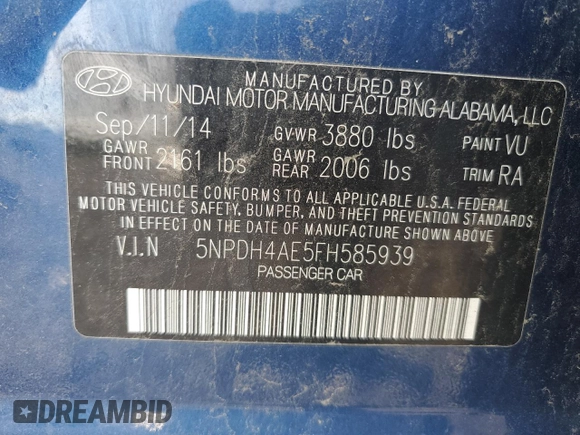 MANUFACTURED BY
HYUNDAI MOTOR MANUFACTURING ALABAMA, LLC
Sep/11/14 GVWR 3880 lbs PAINT VU
GAWR FRONT 2161 lbs GAWR REAR 2006 lbs TRIM RA
THIS VEHICLE CONFORMS TO ALL APPLICABLE U.S.A. FEDERAL
MOTOR VEHICLE SAFETY, BUMPER, AND THEFT PREVENTION STANDARDS
IN EFFECT ON THE DATE OF MANUFACTURE SHOWN ABOVE.
V.I.N 5NPDH4AE5FH585939
PASSENGER CAR
DREAMBID